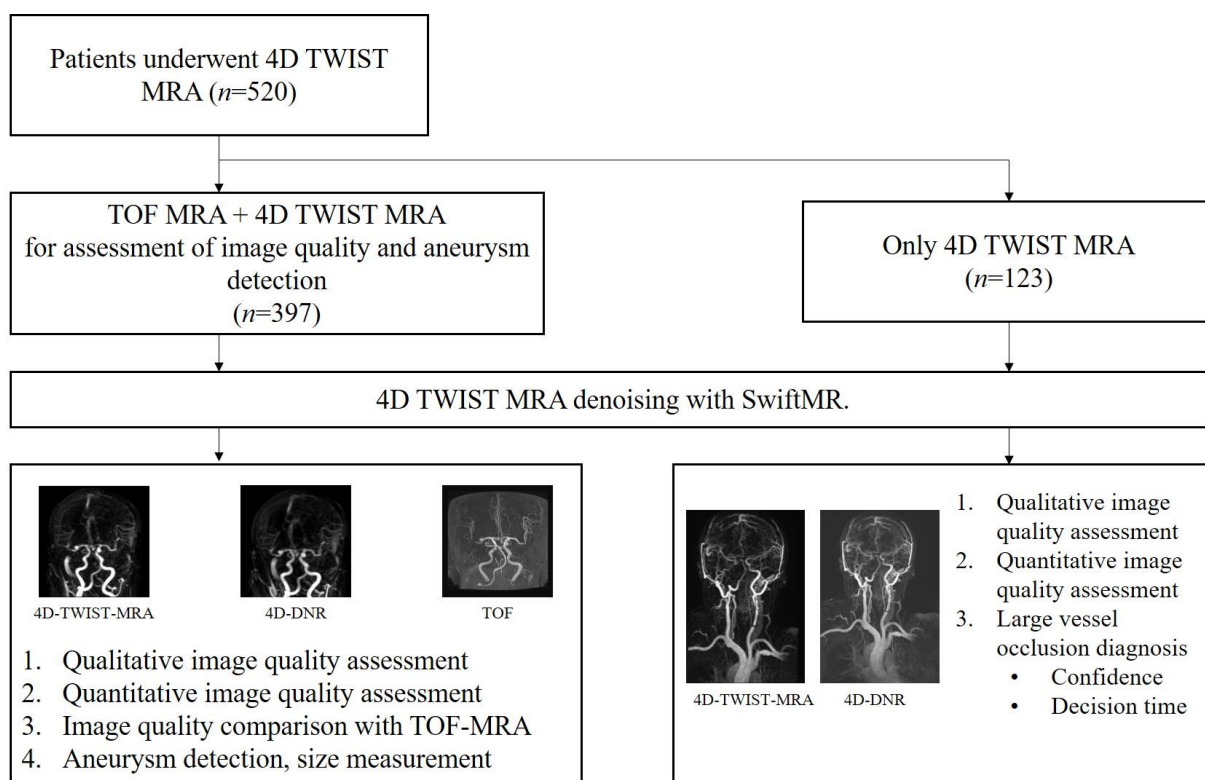 Patients underwent 4D TWIST
MRA (n=520)
TOF MRA + 4D TWIST MRA
for assessment of image quality and aneurysm
detection
(n=397)
Only 4D TWIST MRA
(n=123)
4D TWIST MRA denoising with SwiftMR.
4D-TWIST-MRA
4D-DNR
TOF
1. Qualitative image quality assessment
2. Quantitative image quality assessment
3. Image quality comparison with TOF-MRA
4. Aneurysm detection, size measurement
4D-TWIST-MRA
4D-DNR
1. Qualitative image
quality assessment
2. Quantitative image
quality assessment
3. Large vessel
occlusion diagnosis
• Confidence
• Decision time